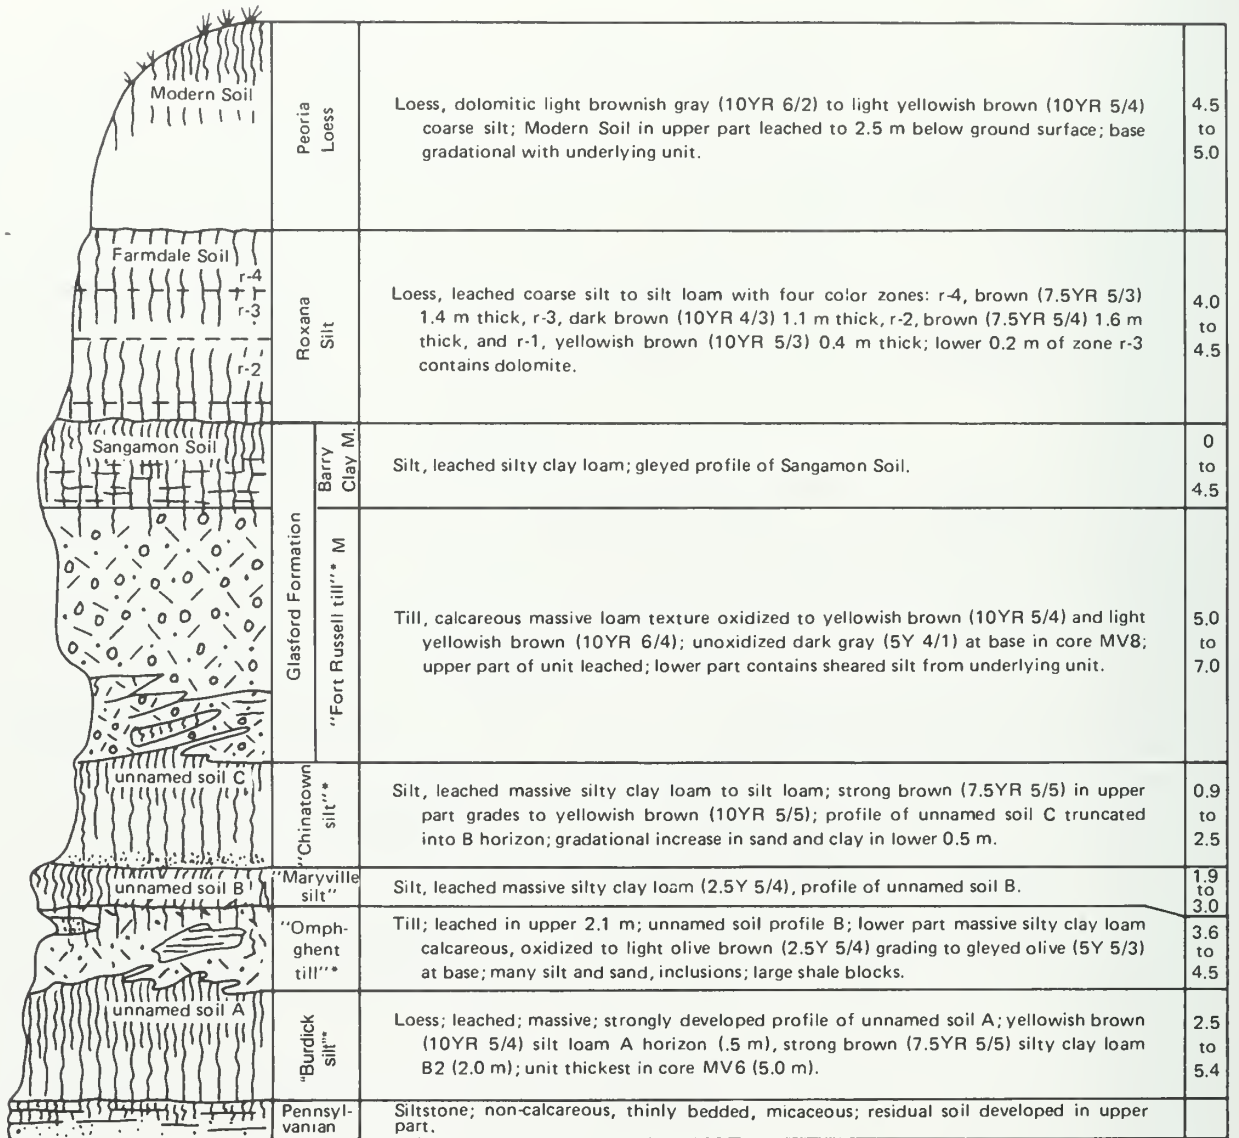 Modern Soil
Peoria
Loess
Loess, dolomitic light brownish gray (10YR 6/2) to light yellowish brown (10YR 5/4)
coarse silt; Modern Soil in upper part leached to 2.5 m below ground surface; base
gradational with underlying unit.
4.5
to
5.0
Farmdale Soil
r-4
r-3
r-2
Roxana
Silt
Loess, leached coarse silt to silt loam with four color zones: r-4, brown (7.5YR 5/3)
1.4 m thick, r-3, dark brown (10YR 4/3) 1.1 m thick, r-2, brown (7.5YR 5/4) 1.6 m
thick, and r-1, yellowish brown (10YR 5/3) 0.4 m thick; lower 0.2 m of zone r-3
contains dolomite.
4.0
to
4.5
Sangamon Soil
Glasford Formation
Barry
Clay M.
Silt, leached silty clay loam; gleyed profile of Sangamon Soil.
0
to
4.5
"Fort Russell till"* M
Till, calcareous massive loam texture oxidized to yellowish brown (10YR 5/4) and light
yellowish brown (10YR 6/4); unoxidized dark gray (5Y 4/1) at base in core MV8;
upper part of unit leached; lower part contains sheared silt from underlying unit.
5.0
to
7.0
unnamed soil C
"Chinatown
silt"*
Silt, leached massive silty clay loam to silt loam; strong brown (7.5YR 5/5) in upper
part grades to yellowish brown (10YR 5/5); profile of unnamed soil C truncated
into B horizon; gradational increase in sand and clay in lower 0.5 m.
0.9
to
2.5
unnamed soil B
"Maryville
silt"
Silt, leached massive silty clay loam (2.5Y 5/4), profile of unnamed soil B.
1.9
to
3.0
"Omph-
ghent
till"*
Till; leached in upper 2.1 m; unnamed soil profile B; lower part massive silty clay loam
calcareous, oxidized to light olive brown (2.5Y 5/4) grading to gleyed olive (5Y 5/3)
at base; many silt and sand, inclusions; large shale blocks.
3.6
to
4.5
unnamed soil A
"Burdick
silt"*
Loess; leached; massive; strongly developed profile of unnamed soil A; yellowish brown
(10YR 5/4) silt loam A horizon (.5 m), strong brown (7.5YR 5/5) silty clay loam
B2 (2.0 m); unit thickest in core MV6 (5.0 m).
2.5
to
5.4
Pennsyl-
vanian
Siltstone; non-calcareous, thinly bedded, micaceous; residual soil developed in upper
part.